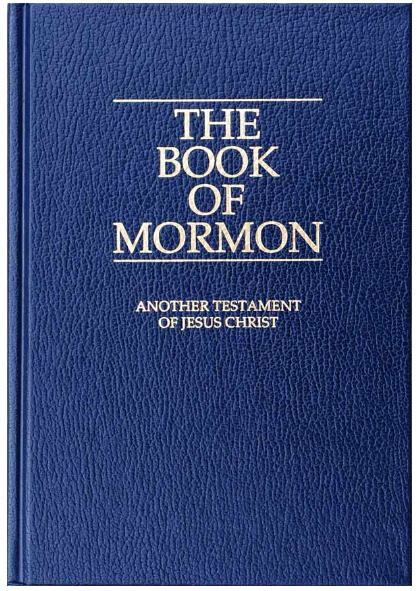 THE
BOOK
OF
MORMON
ANOTHER TESTAMENT
OF JESUS CHRIST